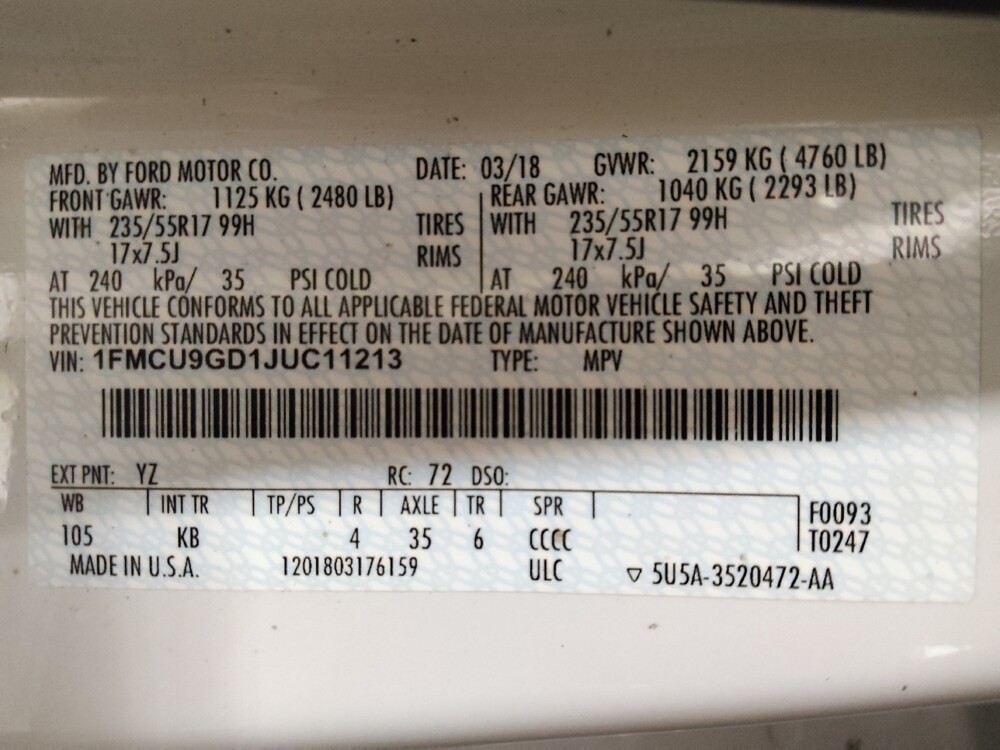 MFD. BY FORD MOTOR CO. DATE: 03/18 GVWR: 2159 KG ( 4760 LB)
FRONT GAWR: 1125 KG ( 2480 LB) REAR GAWR: 1040 KG ( 2293 LB)
WITH 235/55R17 99H TIRES WITH 235/55R17 99H TIRES
17x7.5J RIMS 17x7.5J RIMS
AT 240 kPa/ 35 PSI COLD AT 240 kPa/ 35 PSI COLD
THIS VEHICLE CONFORMS TO ALL APPLICABLE FEDERAL MOTOR VEHICLE SAFETY AND THEFT
PREVENTION STANDARDS IN EFFECT ON THE DATE OF MANUFACTURE SHOWN ABOVE.
VIN: 1FMCU9GD1JUC11213 TYPE: MPV
EXT PNT: YZ RC: 72 DSO:
WB INT TR TP/PS R AXLE TR SPR F0093
105 KB 4 35 6 CCCC T0247
MADE IN U.S.A. 1201803176159 ULC ▽ 5U5A-3520472-AA